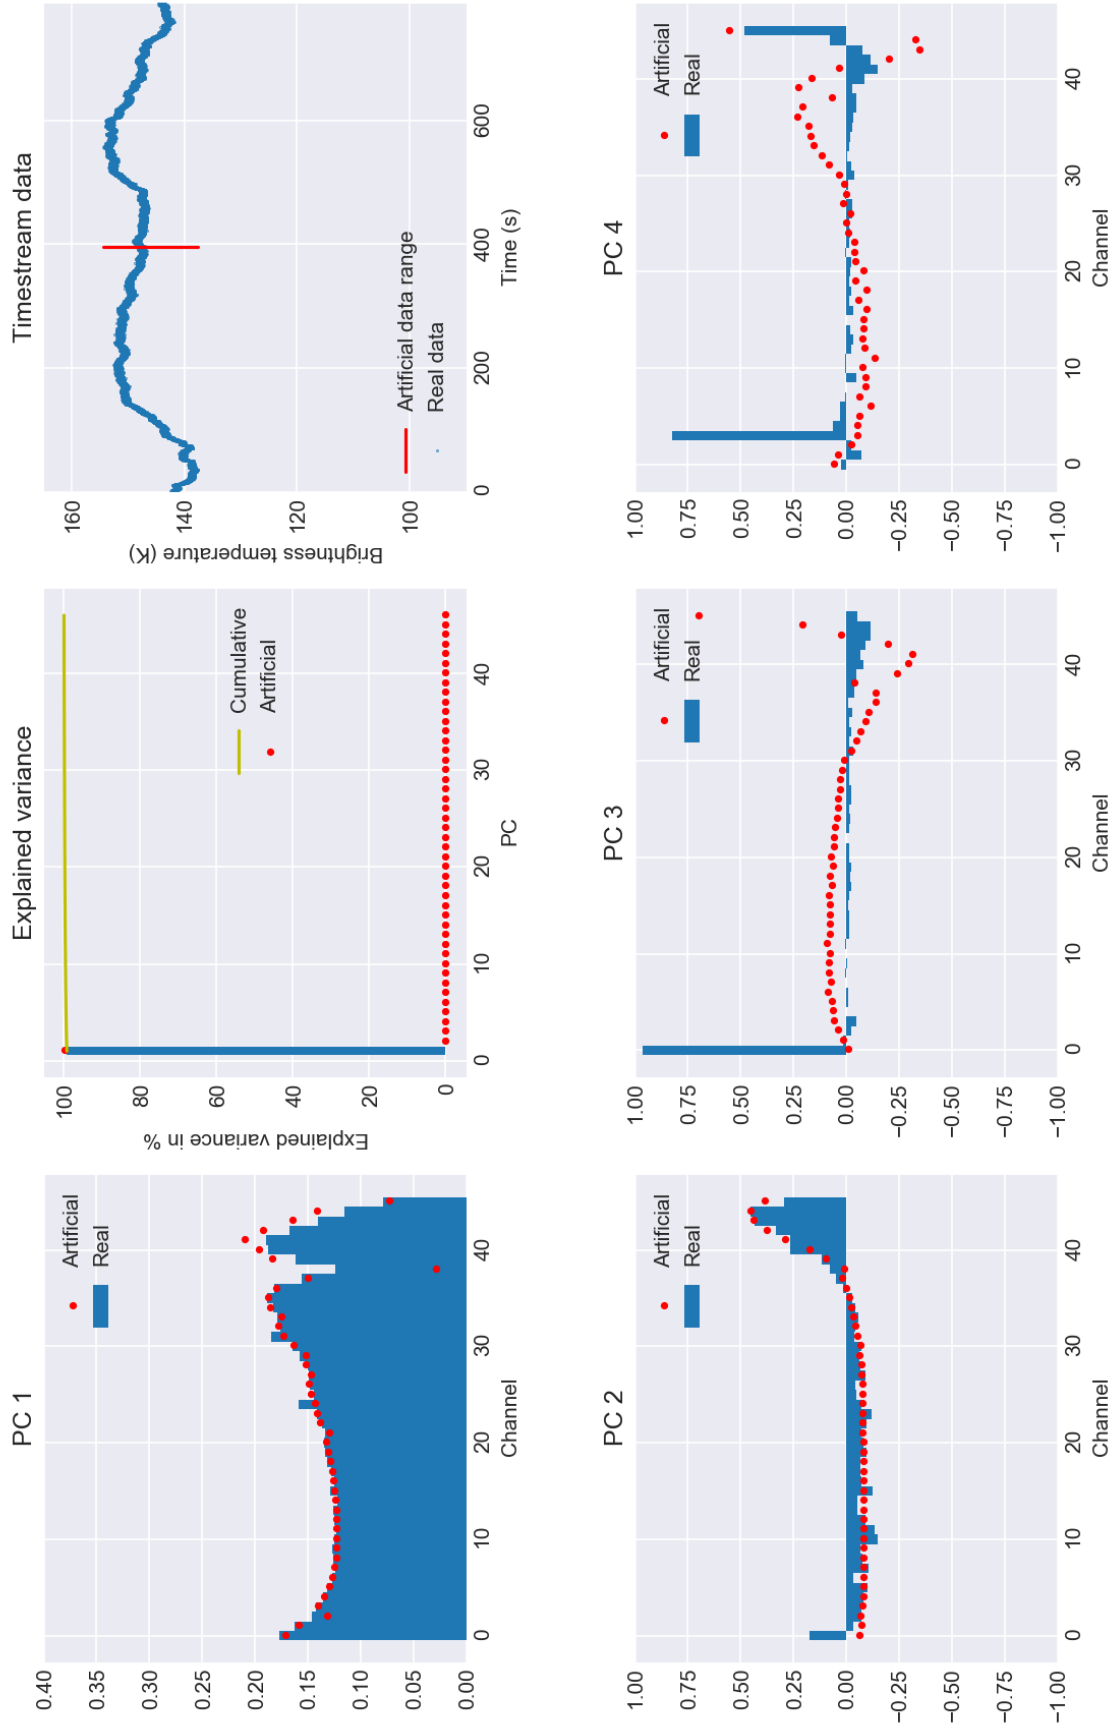 PC 1
0.40
0.35
0.30
0.25
0.20
0.15
0.10
0.05
0.00
0
10
20
30
40
Channel
Artificial
Real
Explained variance
Explained variance in %
100
80
60
40
20
0
0
10
20
30
40
PC
Cumulative
Artificial
Timestream data
Brightness temperature (K)
160
140
120
100
0
200
400
600
Time (s)
Artificial data range
Real data
PC 2
1.00
0.75
0.50
0.25
0.00
−0.25
−0.50
−0.75
−1.00
0
10
20
30
40
Channel
Artificial
Real
PC 3
1.00
0.75
0.50
0.25
0.00
−0.25
−0.50
−0.75
−1.00
0
10
20
30
40
Channel
Artificial
Real
PC 4
1.00
0.75
0.50
0.25
0.00
−0.25
−0.50
−0.75
−1.00
0
10
20
30
40
Channel
Artificial
Real